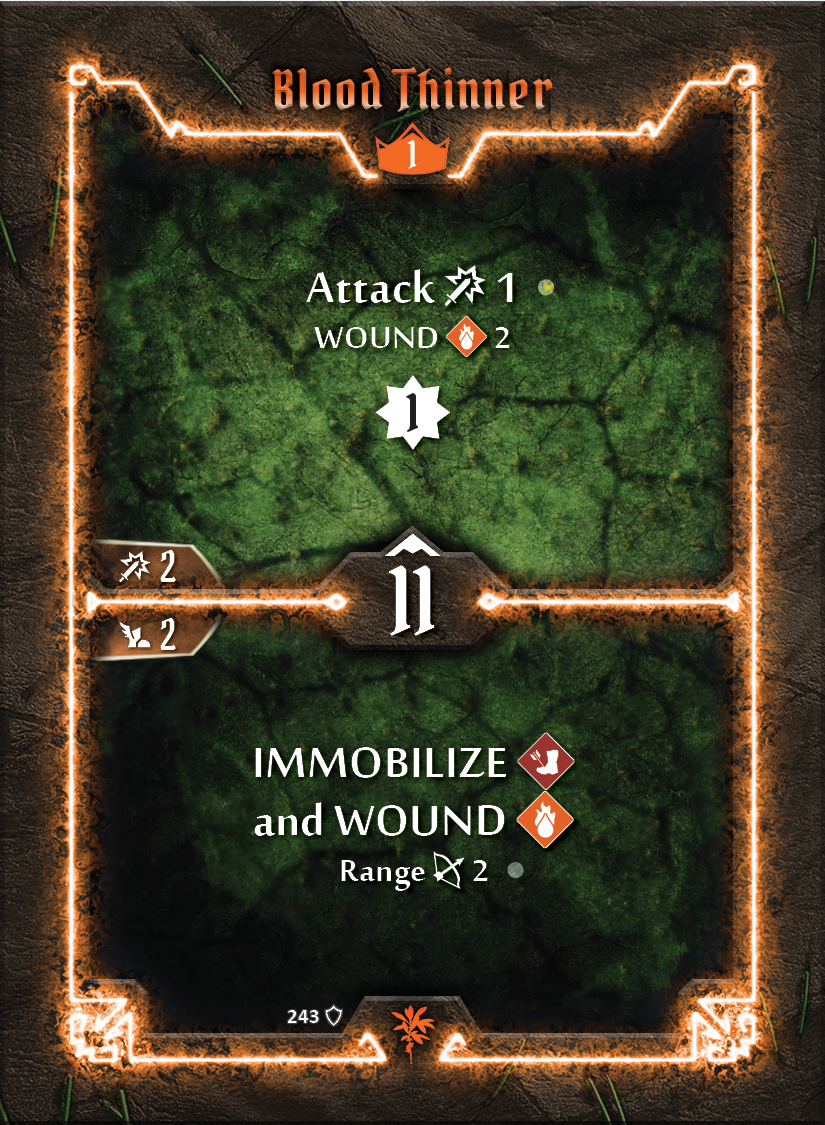 Blood Thinner
1
Attack 1
WOUND 2
1
2
11
2
IMMOBILIZE
and WOUND
Range 2
243